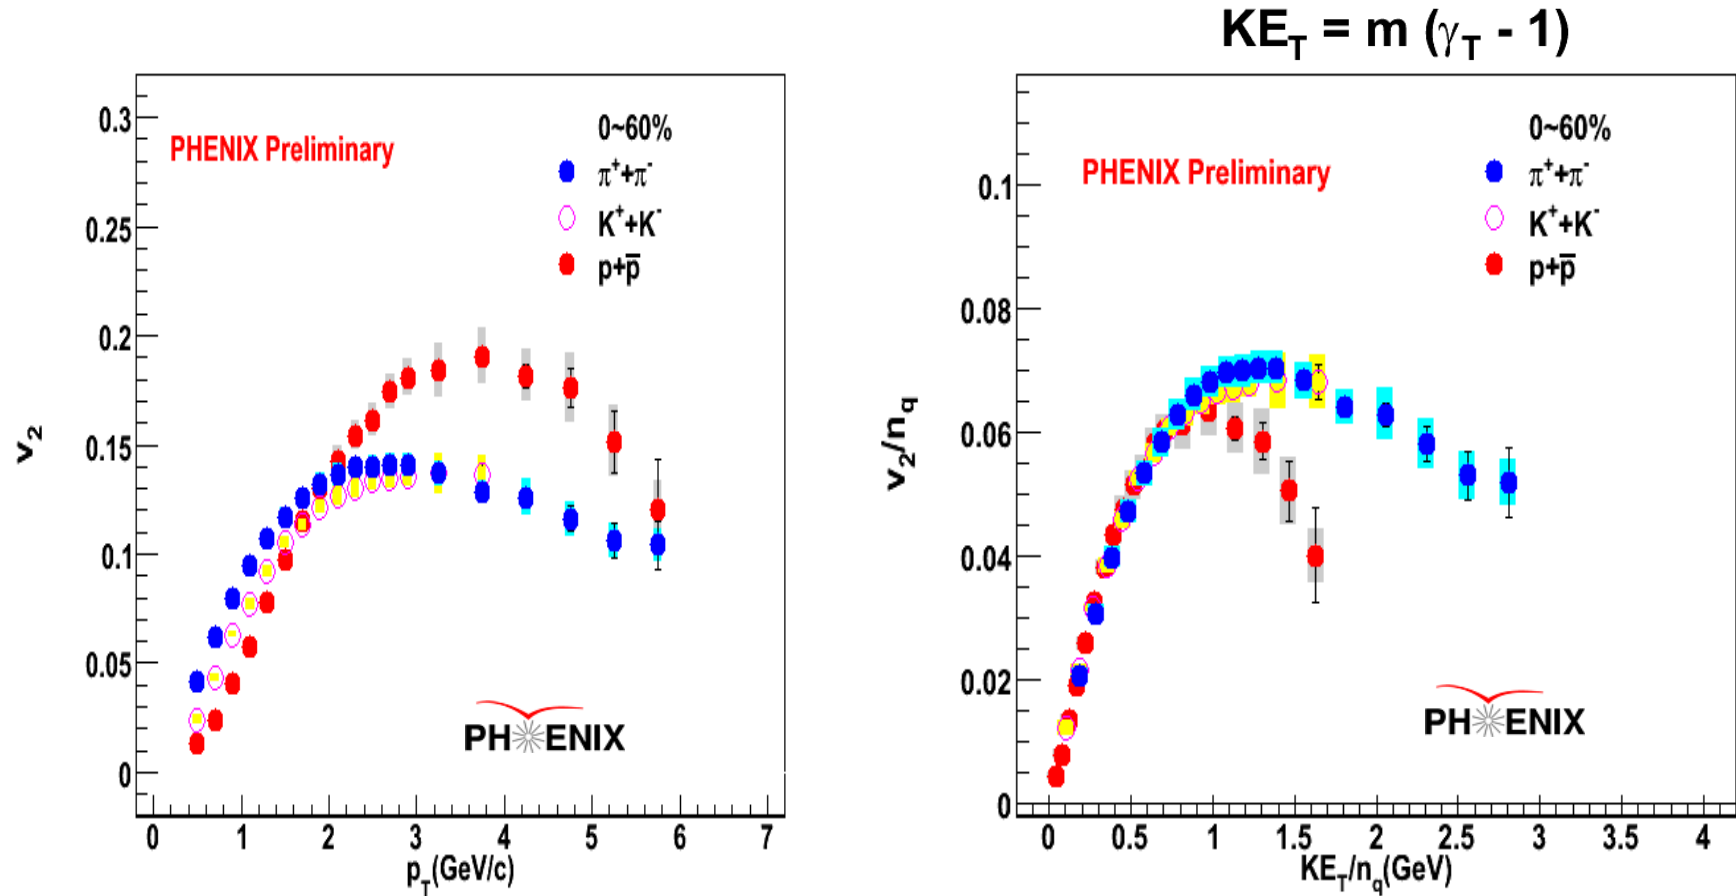 KE_T = m (γ_T - 1)
0~60%
PHENIX Preliminary
π⁺+π⁻
K⁺+K⁻
p+p̅
0.3
0.25
0.2
0.15
0.1
0.05
0
v₂
PHENIX
0 1 2 3 4 5 6 7
p_T(GeV/c)
0~60%
PHENIX Preliminary
π⁺+π⁻
K⁺+K⁻
p+p̅
0.1
0.08
0.06
0.04
0.02
0
v₂/n_q
PHENIX
0 0.5 1 1.5 2 2.5 3 3.5 4
KE_T/n_q(GeV)